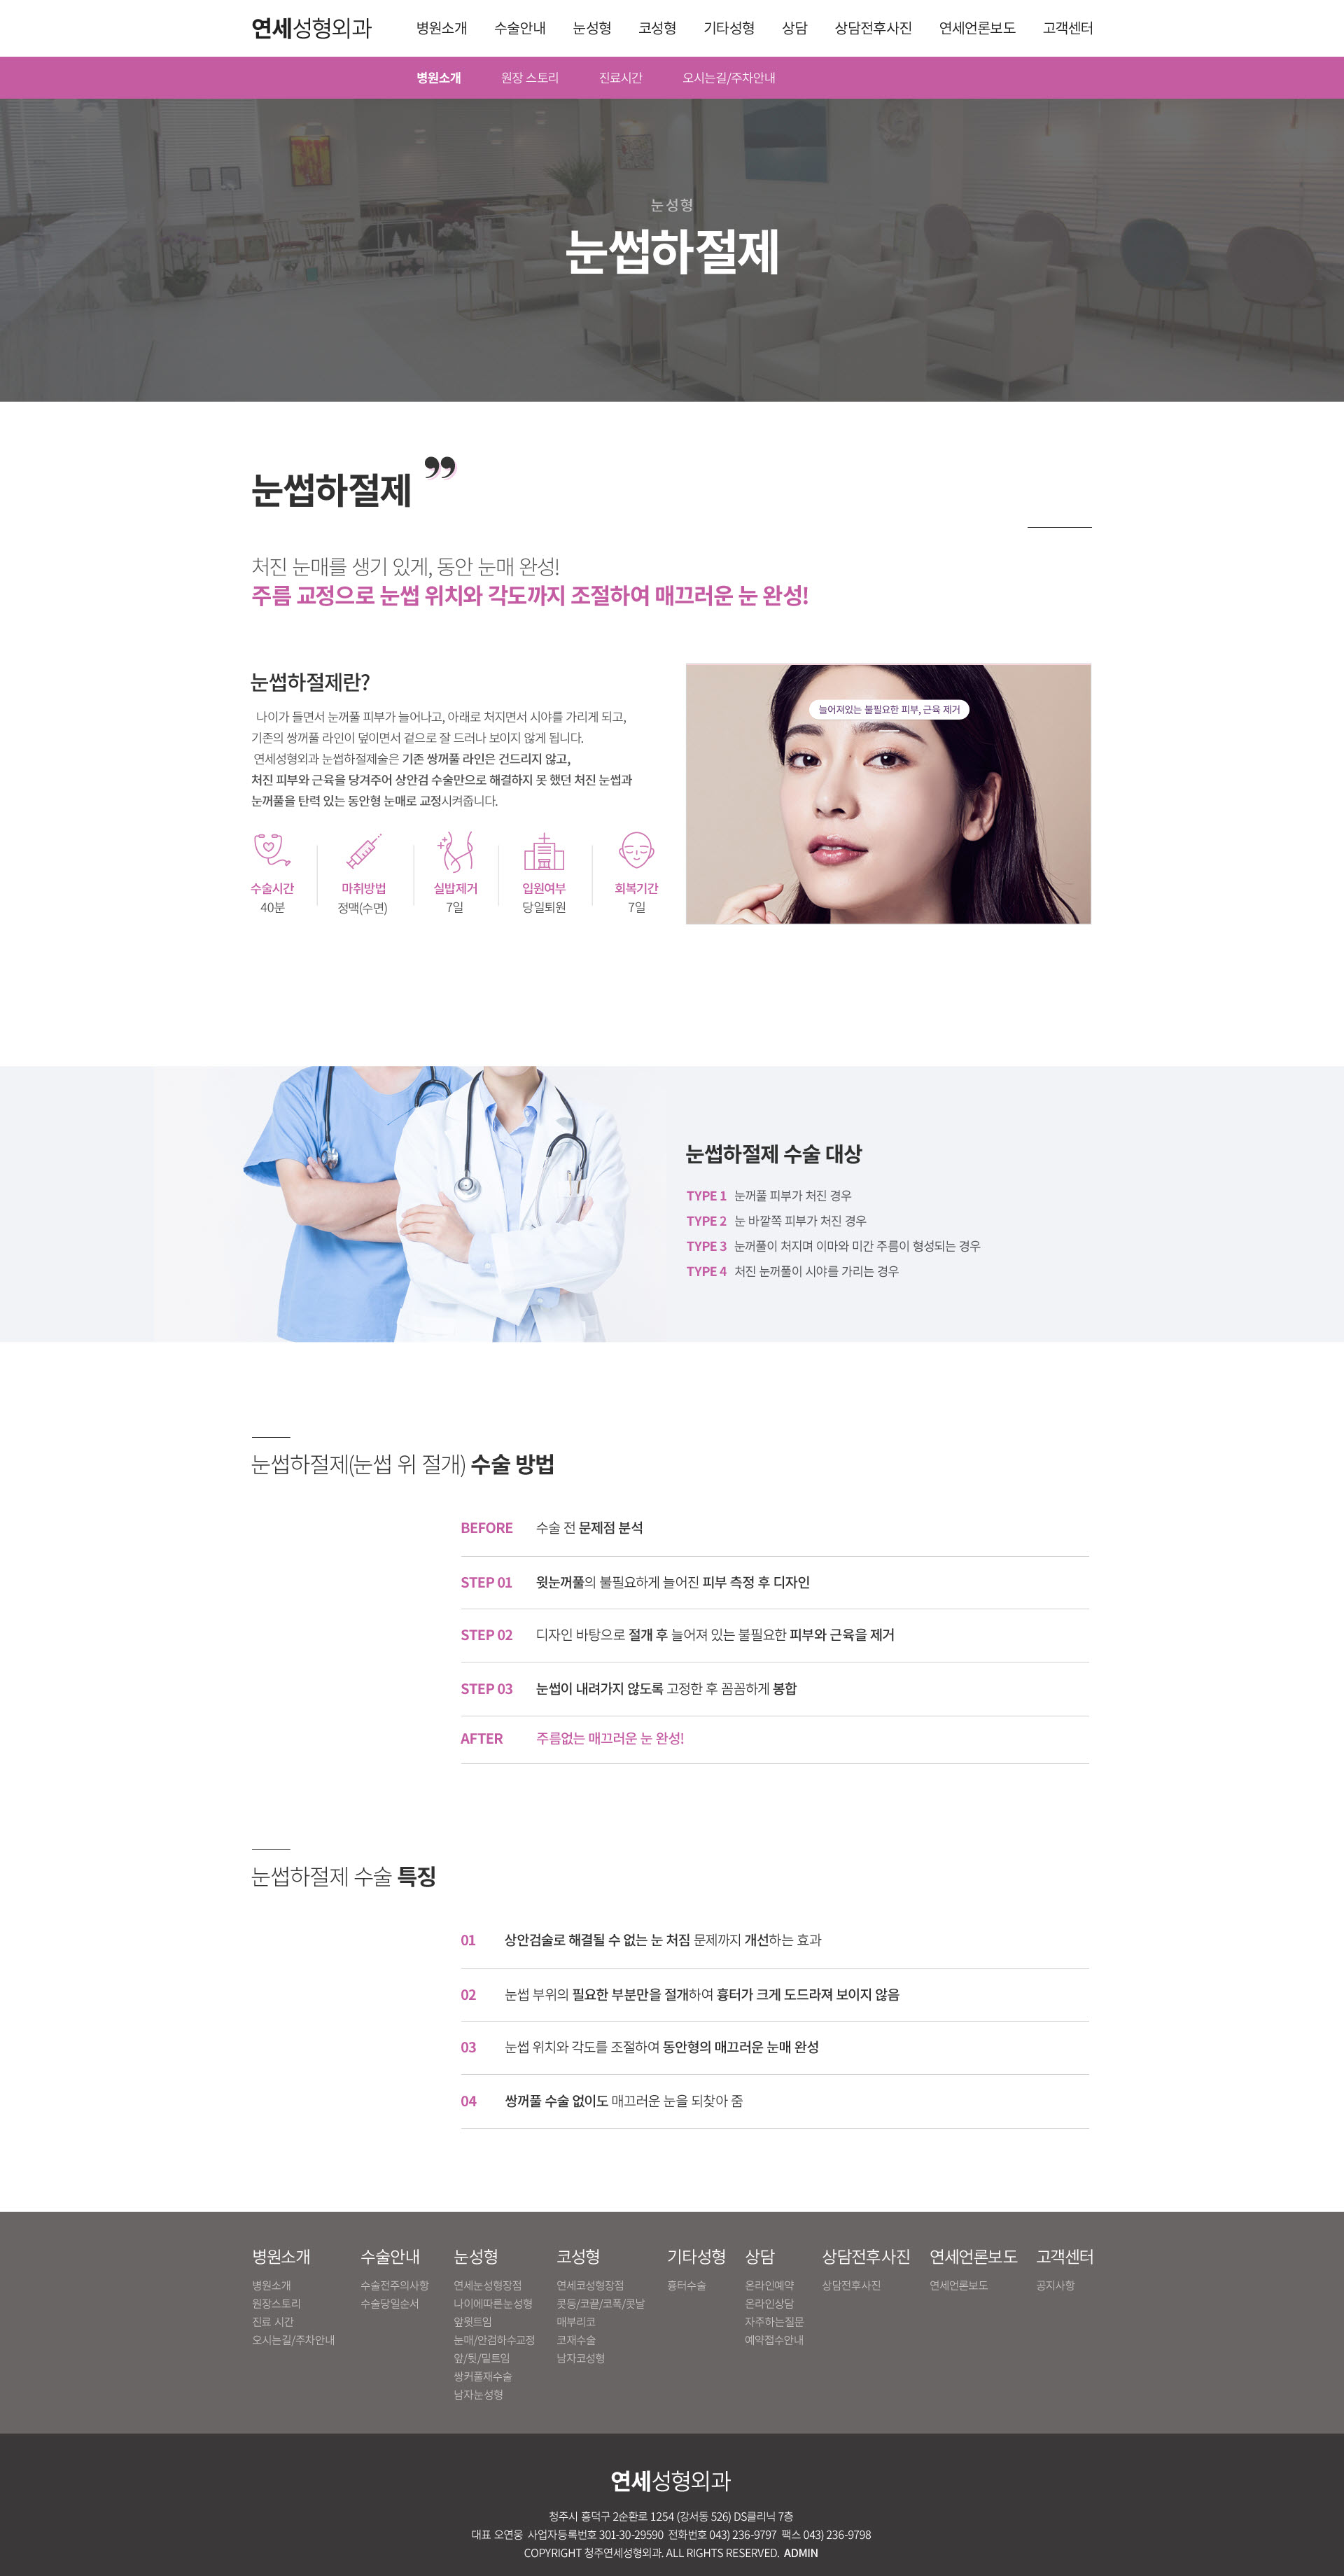 연세성형외과 병원소개 수술안내 눈성형 코성형 기타성형 상담 상담전후사진 연세언론보도 고객센터
병원소개 원장 스토리 진료시간 오시는길/주차안내
눈성형
눈썹하절제
눈썹하절제 ”
처진 눈매를 생기 있게, 동안 눈매 완성!
주름 교정으로 눈썹 위치와 각도까지 조절하여 매끄러운 눈 완성!
눈썹하절제란?
나이가 들면서 눈꺼풀 피부가 늘어나고, 아래로 처지면서 시야를 가리게 되고,
기존의 쌍꺼풀 라인이 덮이면서 겉으로 잘 드러나 보이지 않게 됩니다.
연세성형외과 눈썹하절제술은 기존 쌍꺼풀 라인은 건드리지 않고,
처진 피부와 근육을 당겨주어 상안검 수술만으로 해결하지 못 했던 처진 눈썹과
눈꺼풀을 탄력 있는 동안형 눈매로 교정시켜줍니다.
수술시간 마취방법 실밥제거 입원여부 회복기간
40분 정맥(수면) 7일 당일퇴원 7일
늘어져있는 불필요한 피부, 근육 제거
눈썹하절제 수술 대상
TYPE 1 눈꺼풀 피부가 처진 경우
TYPE 2 눈 바깥쪽 피부가 처진 경우
TYPE 3 눈꺼풀이 처지며 이마와 미간 주름이 형성되는 경우
TYPE 4 처진 눈꺼풀이 시야를 가리는 경우
눈썹하절제(눈썹 위 절개) 수술 방법
BEFORE 수술 전 문제점 분석
STEP 01 윗눈꺼풀의 불필요하게 늘어진 피부 측정 후 디자인
STEP 02 디자인 바탕으로 절개 후 늘어져 있는 불필요한 피부와 근육을 제거
STEP 03 눈썹이 내려가지 않도록 고정한 후 꼼꼼하게 봉합
AFTER 주름없는 매끄러운 눈 완성!
눈썹하절제 수술 특징
01 상안검술로 해결될 수 없는 눈 처짐 문제까지 개선하는 효과
02 눈썹 부위의 필요한 부분만을 절개하여 흉터가 크게 도드라져 보이지 않음
03 눈썹 위치와 각도를 조절하여 동안형의 매끄러운 눈매 완성
04 쌍꺼풀 수술 없이도 매끄러운 눈을 되찾아 줌
병원소개 수술안내 눈성형 코성형 기타성형 상담 상담전후사진 연세언론보도 고객센터
병원소개 수술전주의사항 연세눈성형장점 연세코성형장점 흉터수술 온라인예약 상담전후사진 연세언론보도 공지사항
원장스토리 수술당일순서 나이에따른눈성형 콧등/코끝/코폭/콧날 온라인상담
진료 시간 앞윗트임 매부리코 자주하는질문
오시는길/주차안내 눈매/안검하수교정 코재수술 예약접수안내
앞/뒷/밑트임 남자코성형
쌍커풀재수술
남자눈성형
연세성형외과
청주시 흥덕구 2순환로 1254 (강서동 526) DS클리닉 7층
대표 오연웅 사업자등록번호 301-30-29590 전화번호 043) 236-9797 팩스 043) 236-9798
COPYRIGHT 청주연세성형외과. ALL RIGHTS RESERVED. ADMIN